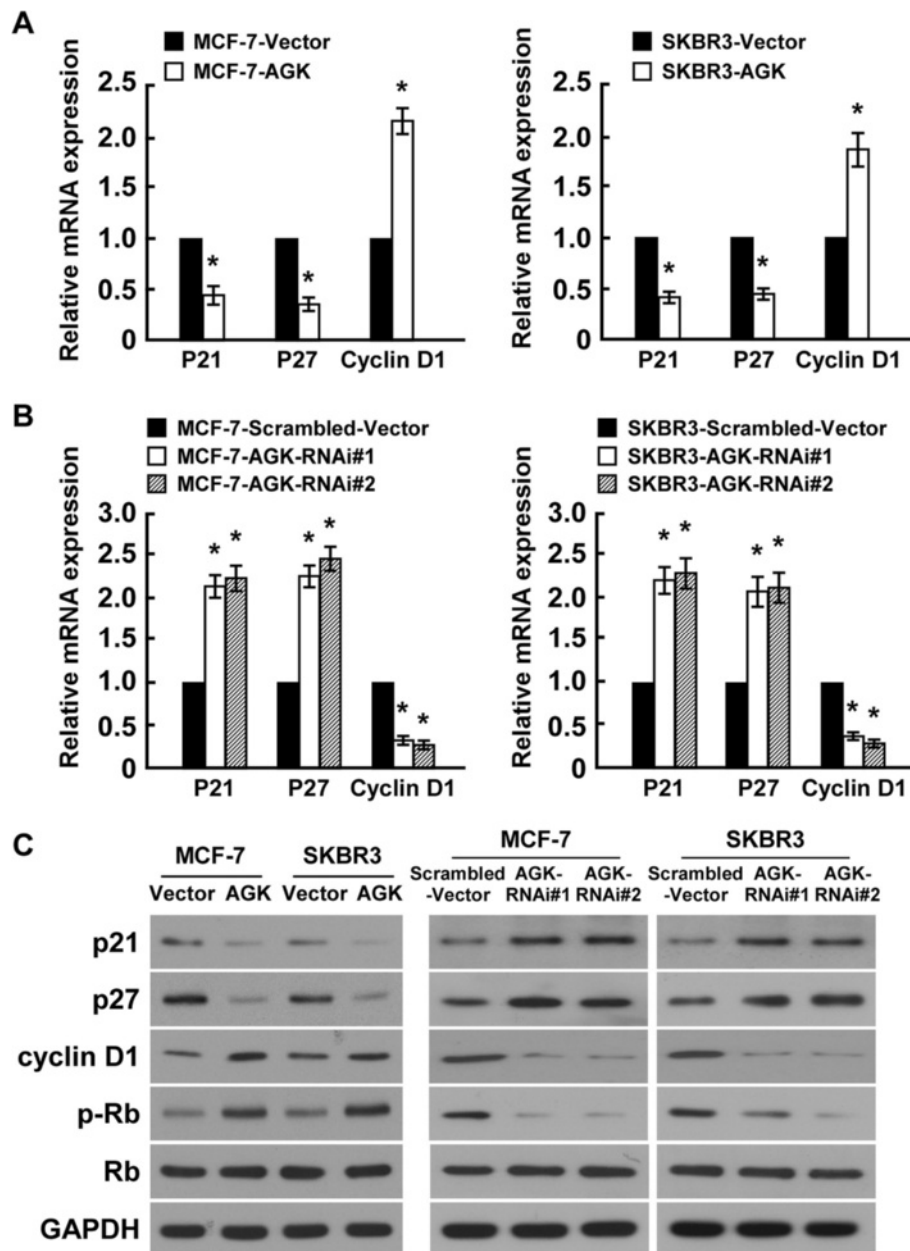 A
MCF-7-Vector
MCF-7-AGK
Relative mRNA expression
2.5
2.0
1.5
1.0
0.5
0
*
*
*
P21 P27 Cyclin D1
SKBR3-Vector
SKBR3-AGK
Relative mRNA expression
2.5
2.0
1.5
1.0
0.5
0
*
*
*
P21 P27 Cyclin D1
B
MCF-7-Scrambled-Vector
MCF-7-AGK-RNAi#1
MCF-7-AGK-RNAi#2
Relative mRNA expression
3.0
2.5
2.0
1.5
1.0
0.5
0
* *
* *
* *
P21 P27 Cyclin D1
SKBR3-Scrambled-Vector
SKBR3-AGK-RNAi#1
SKBR3-AGK-RNAi#2
Relative mRNA expression
3.0
2.5
2.0
1.5
1.0
0.5
0
* *
* *
* *
P21 P27 Cyclin D1
C
MCF-7 SKBR3
Vector AGK Vector AGK
MCF-7
Scrambled AGK- AGK-
-Vector RNAi#1 RNAi#2
SKBR3
Scrambled AGK- AGK-
-Vector RNAi#1 RNAi#2
p21
p27
cyclin D1
p-Rb
Rb
GAPDH